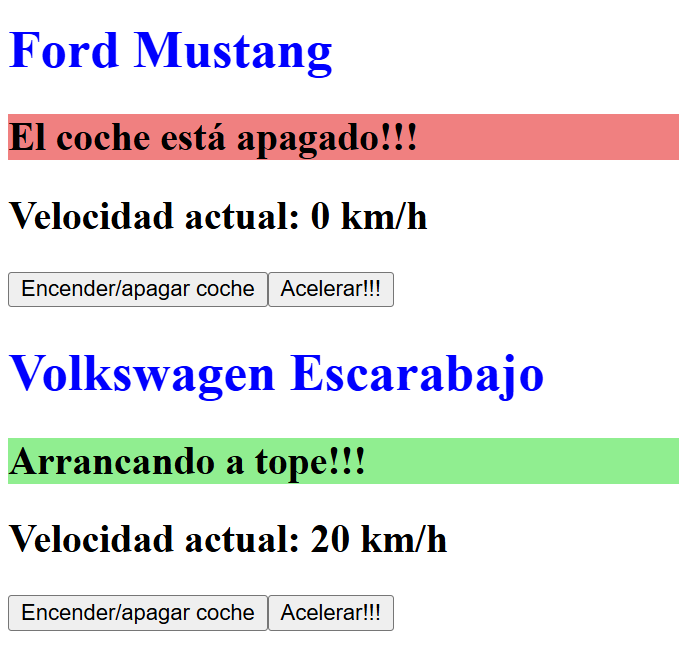 Ford Mustang
El coche está apagado!!!
Velocidad actual: 0 km/h
Encender/apagar coche Acelerar!!!
Volkswagen Escarabajo
Arrancando a tope!!!
Velocidad actual: 20 km/h
Encender/apagar coche Acelerar!!!